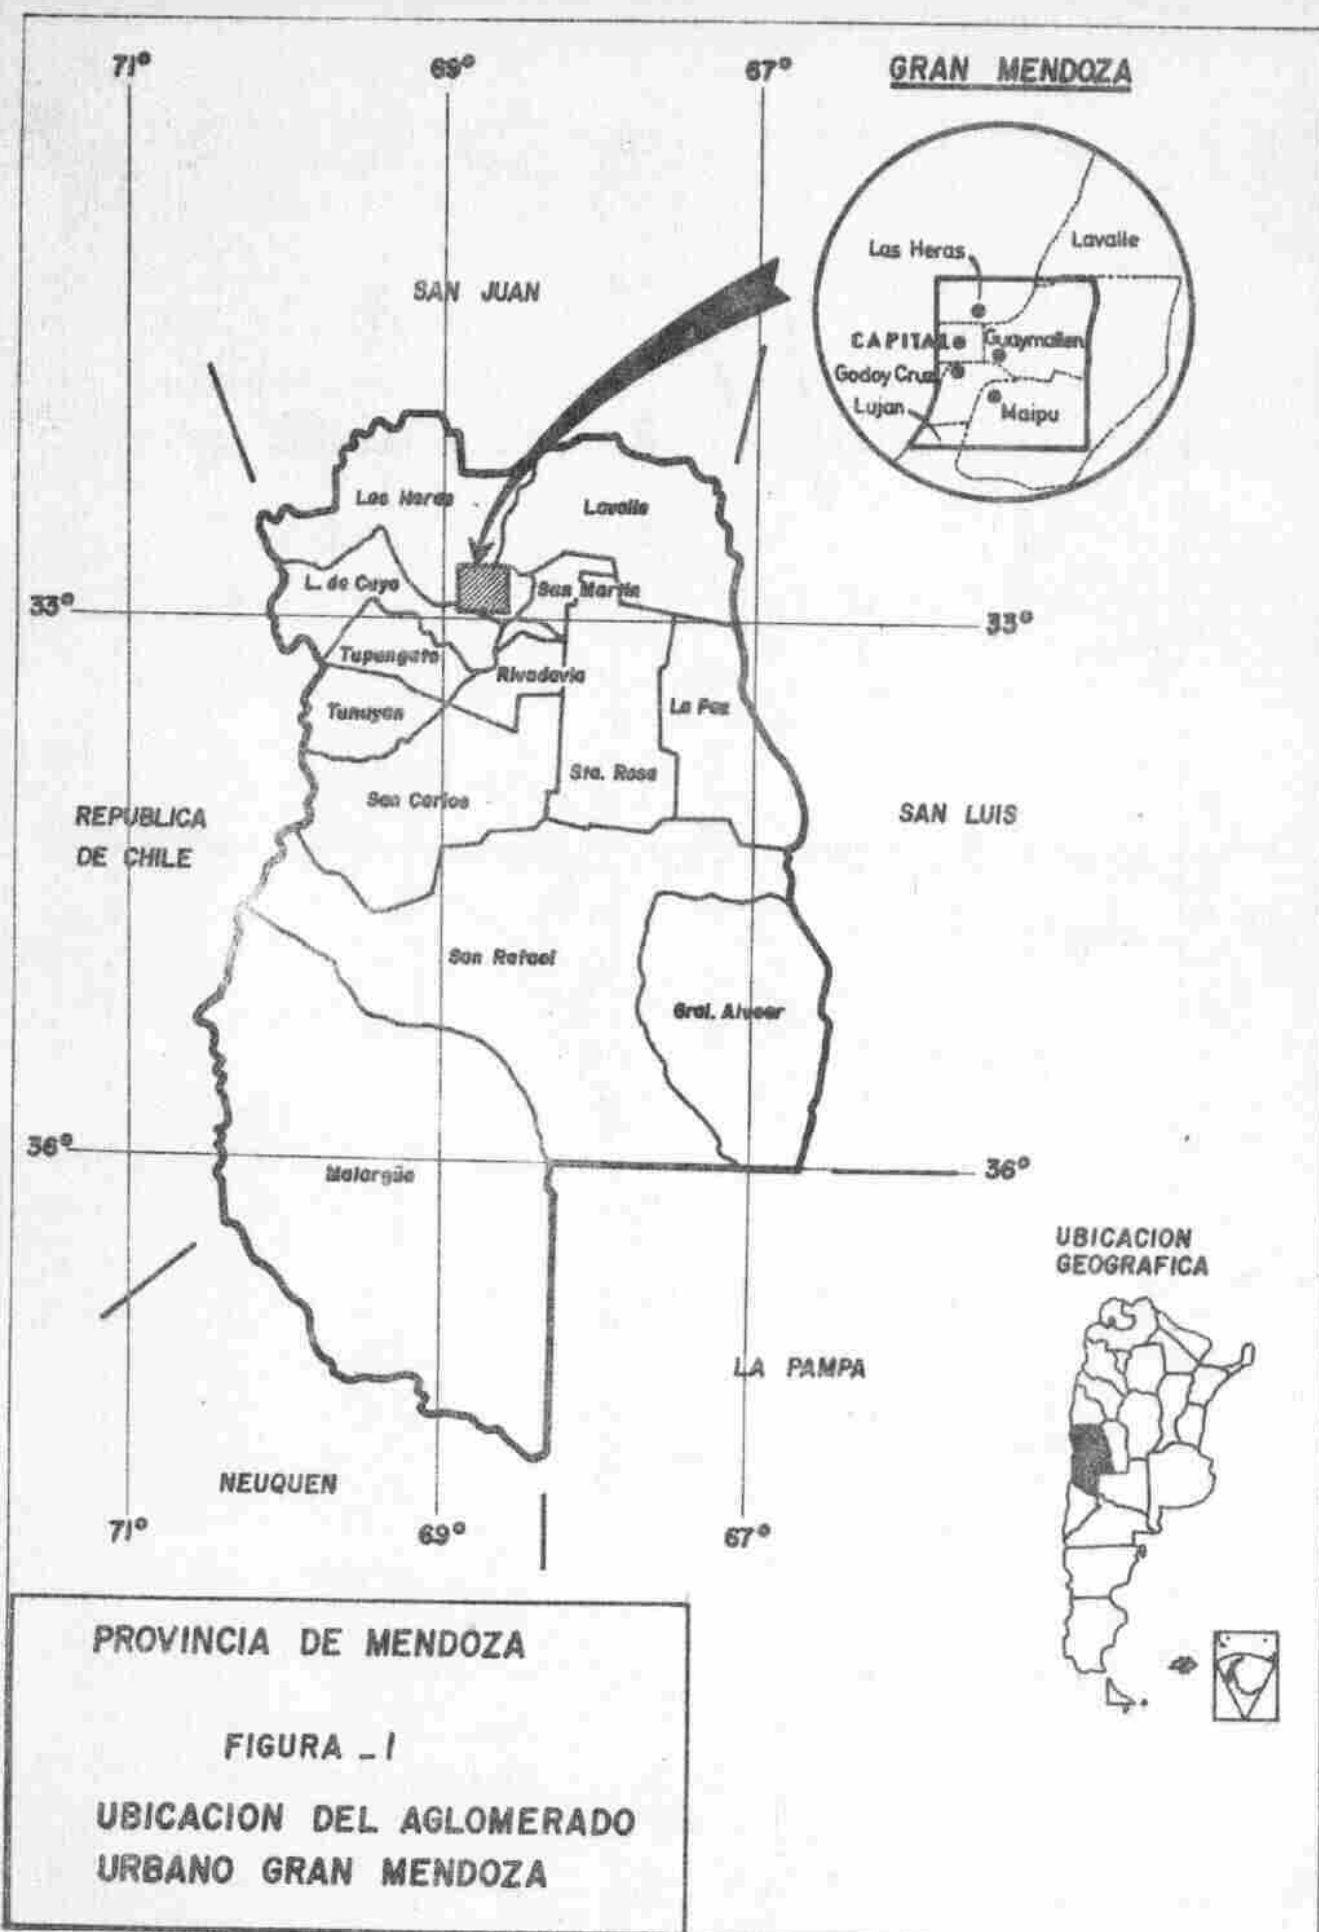 71°
69°
67°
GRAN MENDOZA
Lavalle
Las Heras
CAPITAL
Guaymallen
Godoy Cruz
Lujan
Maipu
SAN JUAN
Las Heras
Lavalle
L. de Cuyo
San Martin
33°
33°
Tupungato
Rivadavia
Tunuyan
La Paz
Sta. Rosa
San Carlos
REPUBLICA
DE CHILE
SAN LUIS
San Rafael
Gral. Alvear
36°
36°
Malargüe
UBICACION
GEOGRAFICA
LA PAMPA
NEUQUEN
71°
69°
67°
PROVINCIA DE MENDOZA
FIGURA _ I
UBICACION DEL AGLOMERADO
URBANO GRAN MENDOZA